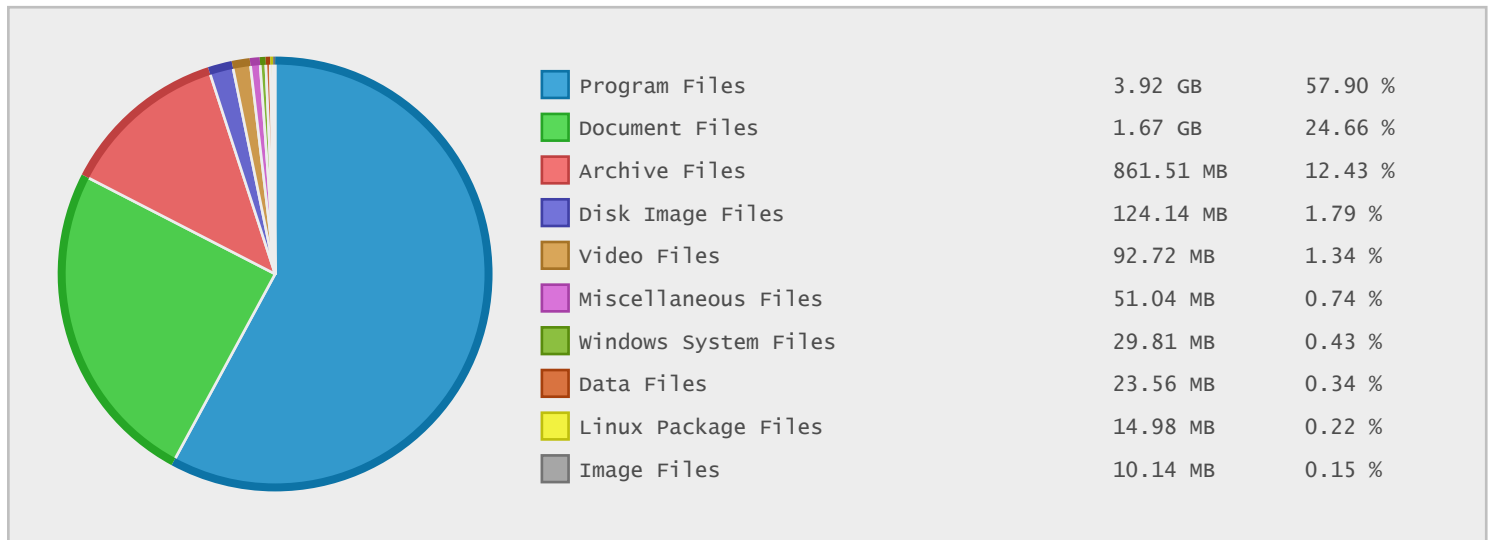 Program Files 3.92 GB 57.90 %
Document Files 1.67 GB 24.66 %
Archive Files 861.51 MB 12.43 %
Disk Image Files 124.14 MB 1.79 %
Video Files 92.72 MB 1.34 %
Miscellaneous Files 51.04 MB 0.74 %
Windows System Files 29.81 MB 0.43 %
Data Files 23.56 MB 0.34 %
Linux Package Files 14.98 MB 0.22 %
Image Files 10.14 MB 0.15 %